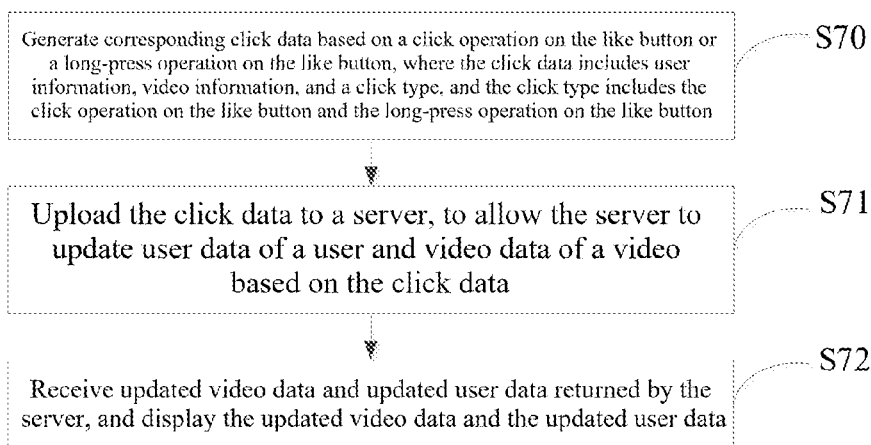 Generate corresponding click data based on a click operation on the like button or
a long-press operation on the like button, where the click data includes user
information, video information, and a click type, and the click type includes the
click operation on the like button and the long-press operation on the like button
S70
Upload the click data to a server, to allow the server to
update user data of a user and video data of a video
based on the click data
S71
Receive updated video data and updated user data returned by the
server, and display the updated video data and the updated user data
S72